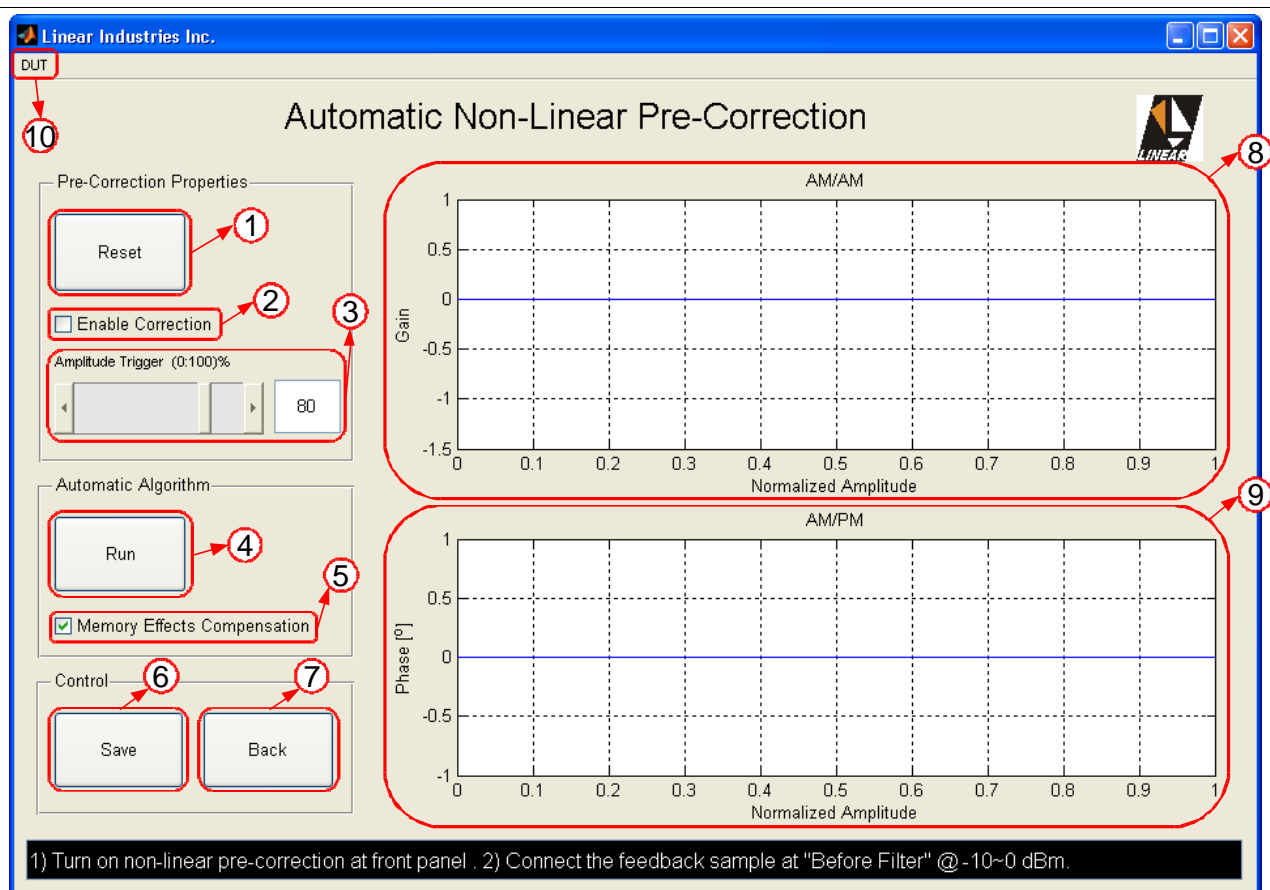 Linear Industries Inc.
DUT
10
Automatic Non-Linear Pre-Correction
LINEAR
Pre-Correction Properties
Reset
1
Enable Correction
2
3
Amplitude Trigger (0:100)%
80
Automatic Algorithm
Run
4
5
Memory Effects Compensation
Control
6
7
Save
Back
8
AM/AM
Gain
1
0.5
0
-0.5
-1
-1.5
0 0.1 0.2 0.3 0.4 0.5 0.6 0.7 0.8 0.9 1
Normalized Amplitude
9
AM/PM
Phase [º]
1
0.5
0
-0.5
-1
0 0.1 0.2 0.3 0.4 0.5 0.6 0.7 0.8 0.9 1
Normalized Amplitude
1) Turn on non-linear pre-correction at front panel . 2) Connect the feedback sample at "Before Filter" @ -10~0 dBm.